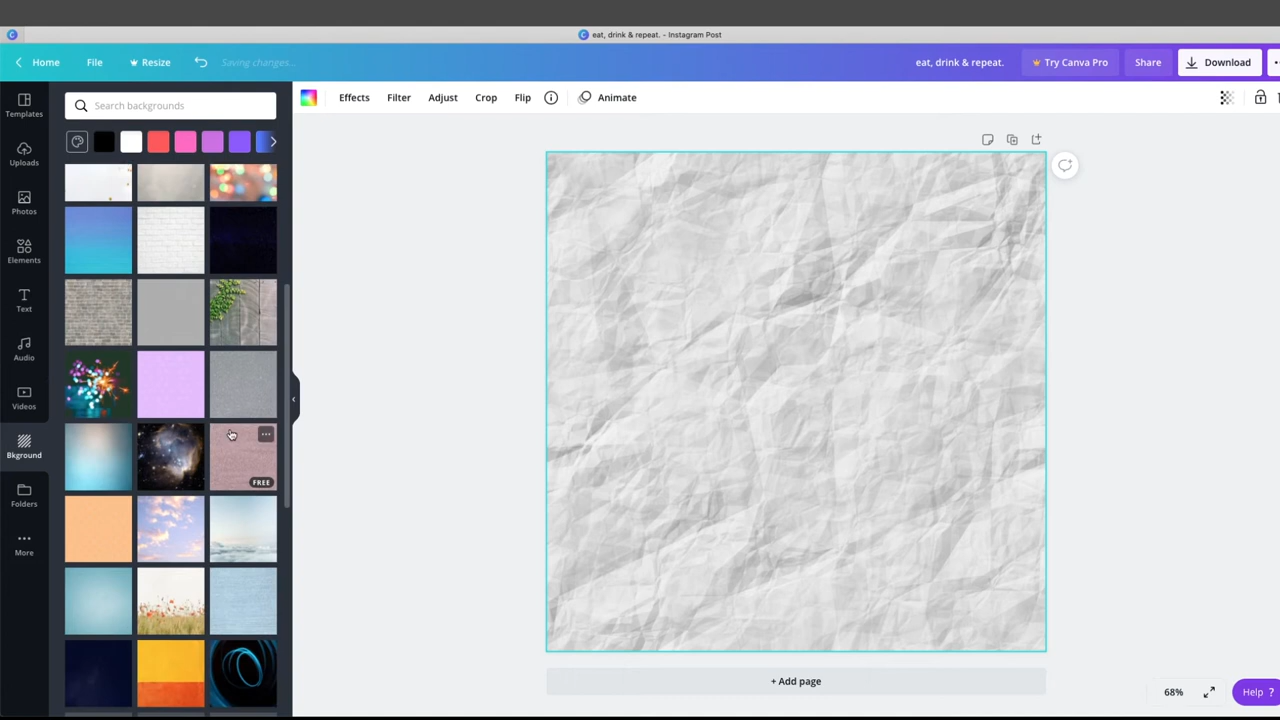 eat, drink & repeat. - Instagram Post
Home
File
Resize
Saving changes...
eat, drink & repeat.
Try Canva Pro
Share
Download
Templates
Uploads
Photos
Elements
Text
Audio
Videos
Bkground
Folders
More
Search backgrounds
FREE
Effects
Filter
Adjust
Crop
Flip
Animate
+ Add page
68%
Help ?